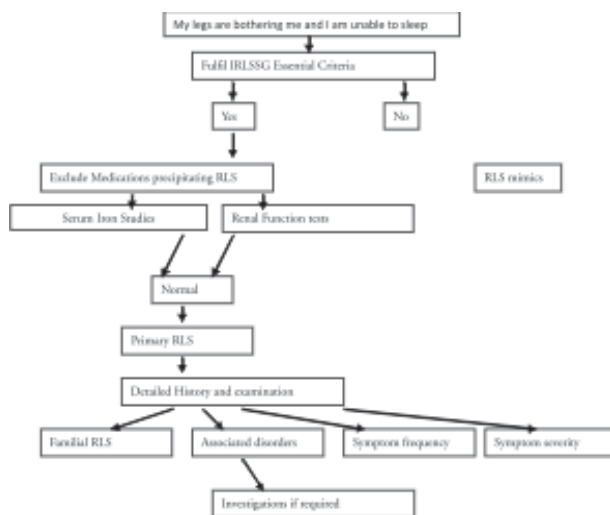 My legs are bothering me and I am unable to sleep
Fulfil IRLSSG Essential Criteria
Yes
No
Exclude Medications precipitating RLS
RLS mimics
Serum Iron Studies
Renal Function tests
Normal
Primary RLS
Detailed History and examination
Familial RLS
Associated disorders
Symptom frequency
Symptom severity
Investigations if required